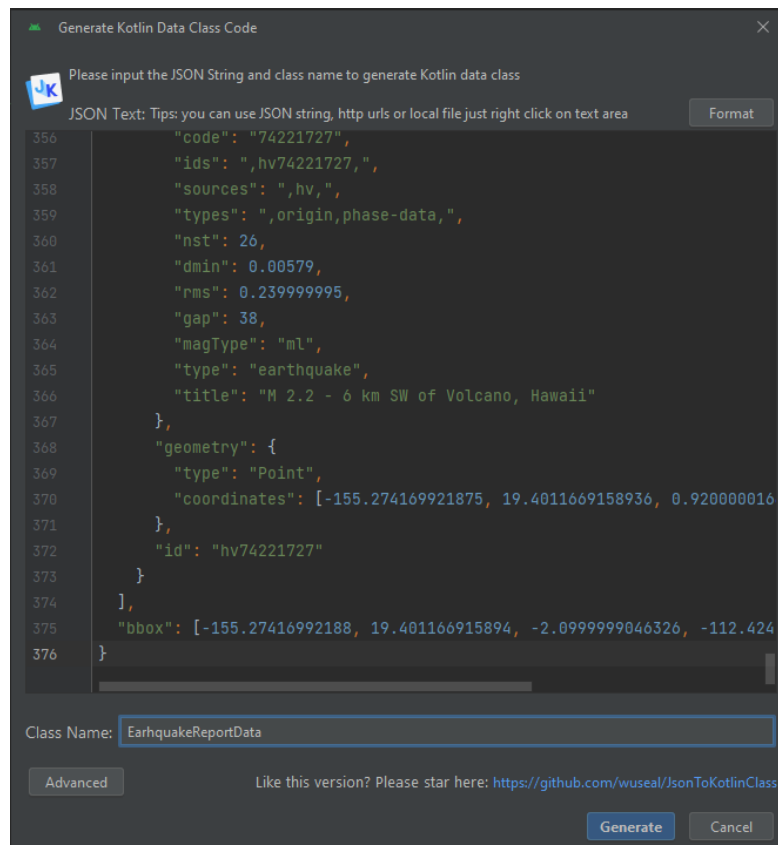 Generate Kotlin Data Class Code
Please input the JSON String and class name to generate Kotlin data class
JK
JSON Text: Tips: you can use JSON string, http urls or local file just right click on text area
Format
356 "code": "74221727",
357 "ids": ",hv74221727,",
358 "sources": ",hv,",
359 "types": ",origin,phase-data,",
360 "nst": 26,
361 "dmin": 0.00579,
362 "rms": 0.239999995,
363 "gap": 38,
364 "magType": "ml",
365 "type": "earthquake",
366 "title": "M 2.2 - 6 km SW of Volcano, Hawaii"
367 },
368 "geometry": {
369 "type": "Point",
370 "coordinates": [-155.274169921875, 19.4011669158936, 0.920000016
371 },
372 "id": "hv74221727"
373 }
374 ],
375 "bbox": [-155.27416992188, 19.401166915894, -2.0999999046326, -112.424
376 }
Class Name: EarhquakeReportData
Advanced
Like this version? Please star here: https://github.com/wuseal/JsonToKotlinClass
Generate
Cancel